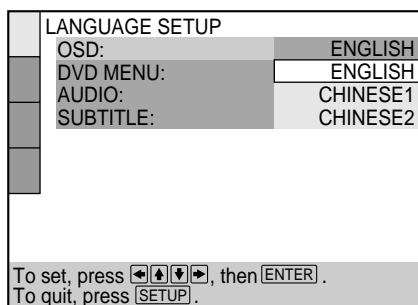 LANGUAGE SETUP
OSD: ENGLISH
DVD MENU: ENGLISH
AUDIO: CHINESE1
SUBTITLE: CHINESE2
To set, press ←↑↓→, then ENTER.
To quit, press SETUP.